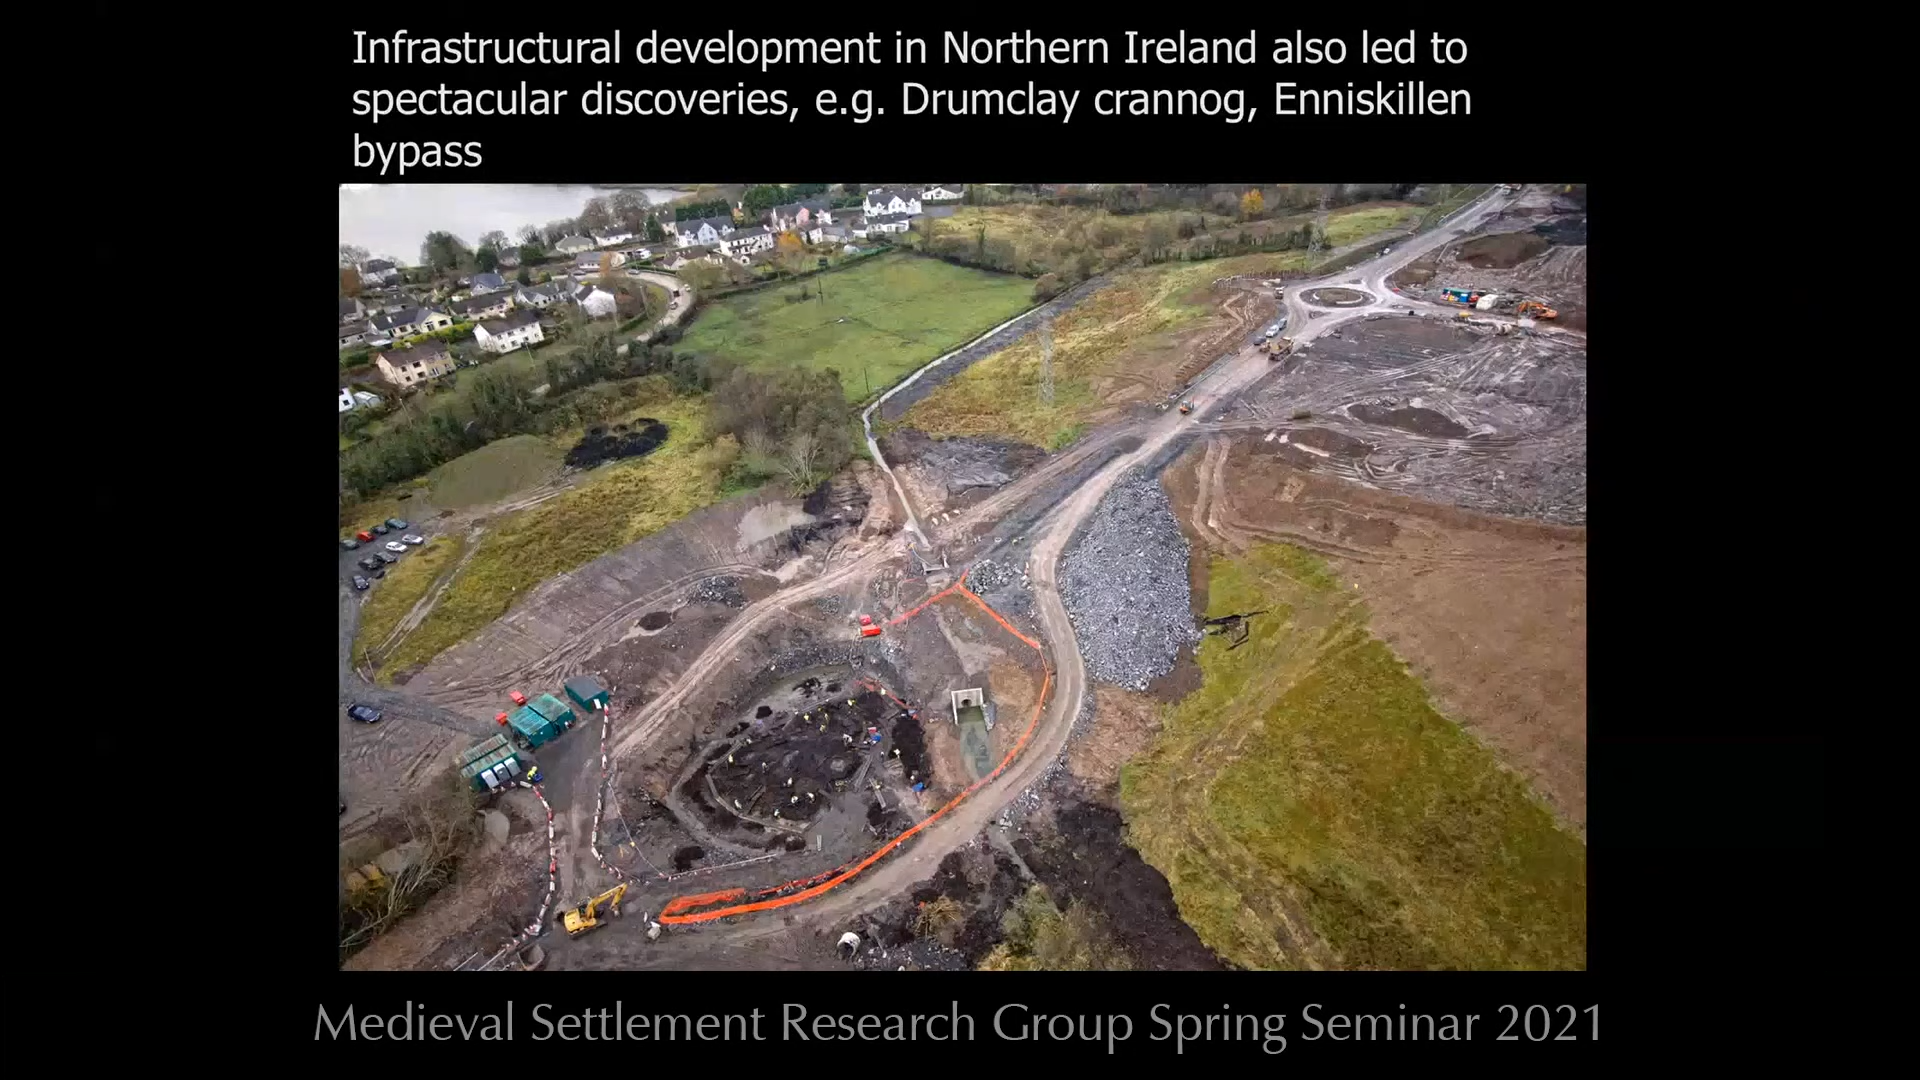 Infrastructural development in Northern Ireland also led to
spectacular discoveries, e.g. Drumclay crannog, Enniskillen
bypass
Medieval Settlement Research Group Spring Seminar 2021